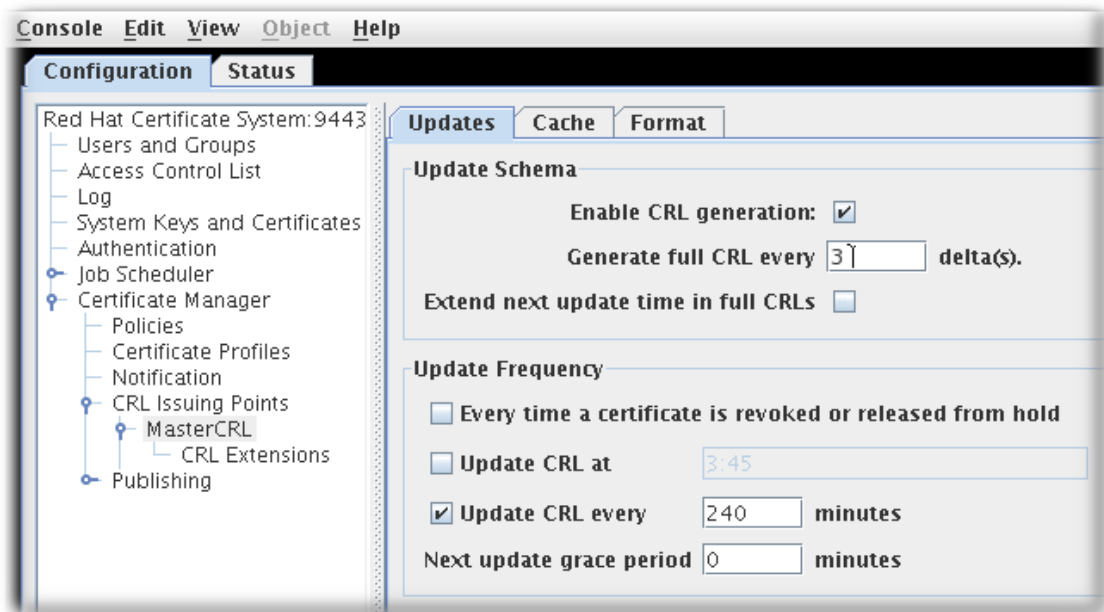 Console Edit View Object Help
Configuration Status
Red Hat Certificate System:9443
Users and Groups
Access Control List
Log
System Keys and Certificates
Authentication
Job Scheduler
Certificate Manager
Policies
Certificate Profiles
Notification
CRL Issuing Points
MasterCRL
CRL Extensions
Publishing
Updates Cache Format
Update Schema
Enable CRL generation:
Generate full CRL every 3 delta(s).
Extend next update time in full CRLs
Update Frequency
Every time a certificate is revoked or released from hold
Update CRL at 3:45
Update CRL every 240 minutes
Next update grace period 0 minutes